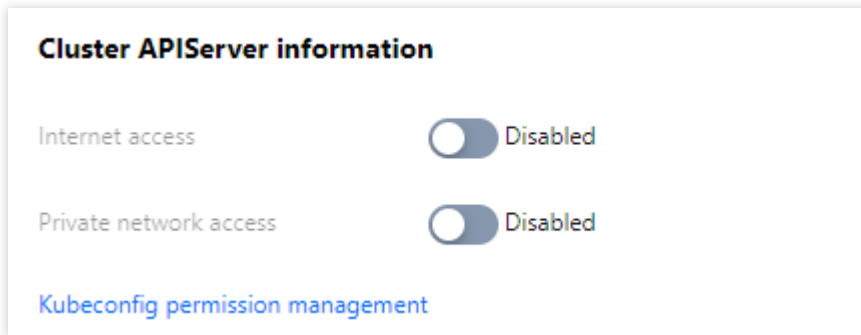 Cluster APIServer information
Internet access Disabled
Private network access Disabled
Kubeconfig permission management